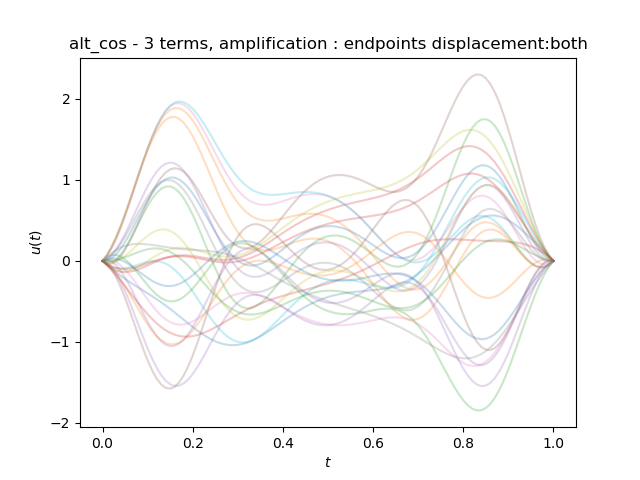 alt_cos - 3 terms, amplification : endpoints displacement:both
u(t)
2
1
0
−1
−2
0.0 0.2 0.4 0.6 0.8 1.0
t